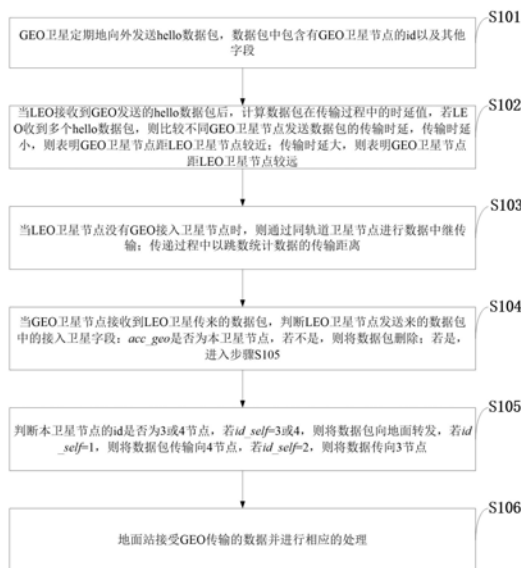 S101
GEO卫星定期地向外发送hello数据包，数据包中包含有GEO卫星节点的id以及其他
字段
S102
当LEO接收到GEO发送的hello数据包后，计算数据包在传输过程中的时延值，若LE
O收到多个hello数据包，则比较不同GEO卫星节点发送数据包的传输时延，传输时延
小，则表明GEO卫星节点距LEO卫星节点较近；传输时延大，则表明GEO卫星节点
距LEO卫星节点较远
S103
当LEO卫星节点没有GEO接入卫星节点时，则通过同轨道卫星节点进行数据中继传
输；传递过程中以跳数统计数据的传输距离
S104
当GEO卫星节点接收到LEO卫星传来的数据包，判断LEO卫星节点发送来的数据包
中的接入卫星字段：acc_geo是否为本卫星节点，若不是，则将数据包删除；若是，
进入步骤S105
S105
判断本卫星节点的id是否为3或4节点，若id_self=3或4，则将数据包向地面转发，若id
_self=1，则将数据包传输向4节点，若id_self=2，则将数据传向3节点
S106
地面站接受GEO传输的数据并进行相应的处理